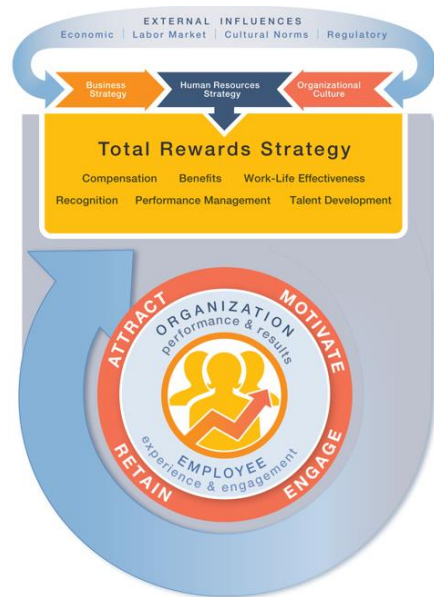 EXTERNAL INFLUENCES
Economic | Labor Market | Cultural Norms | Regulatory
Business Strategy
Human Resources Strategy
Organizational Culture
Total Rewards Strategy
Compensation Benefits Work-Life Effectiveness
Recognition Performance Management Talent Development
ATTRACT
MOTIVATE
ORGANIZATION
performance & results
EMPLOYEE
experience & engagement
RETAIN
ENGAGE